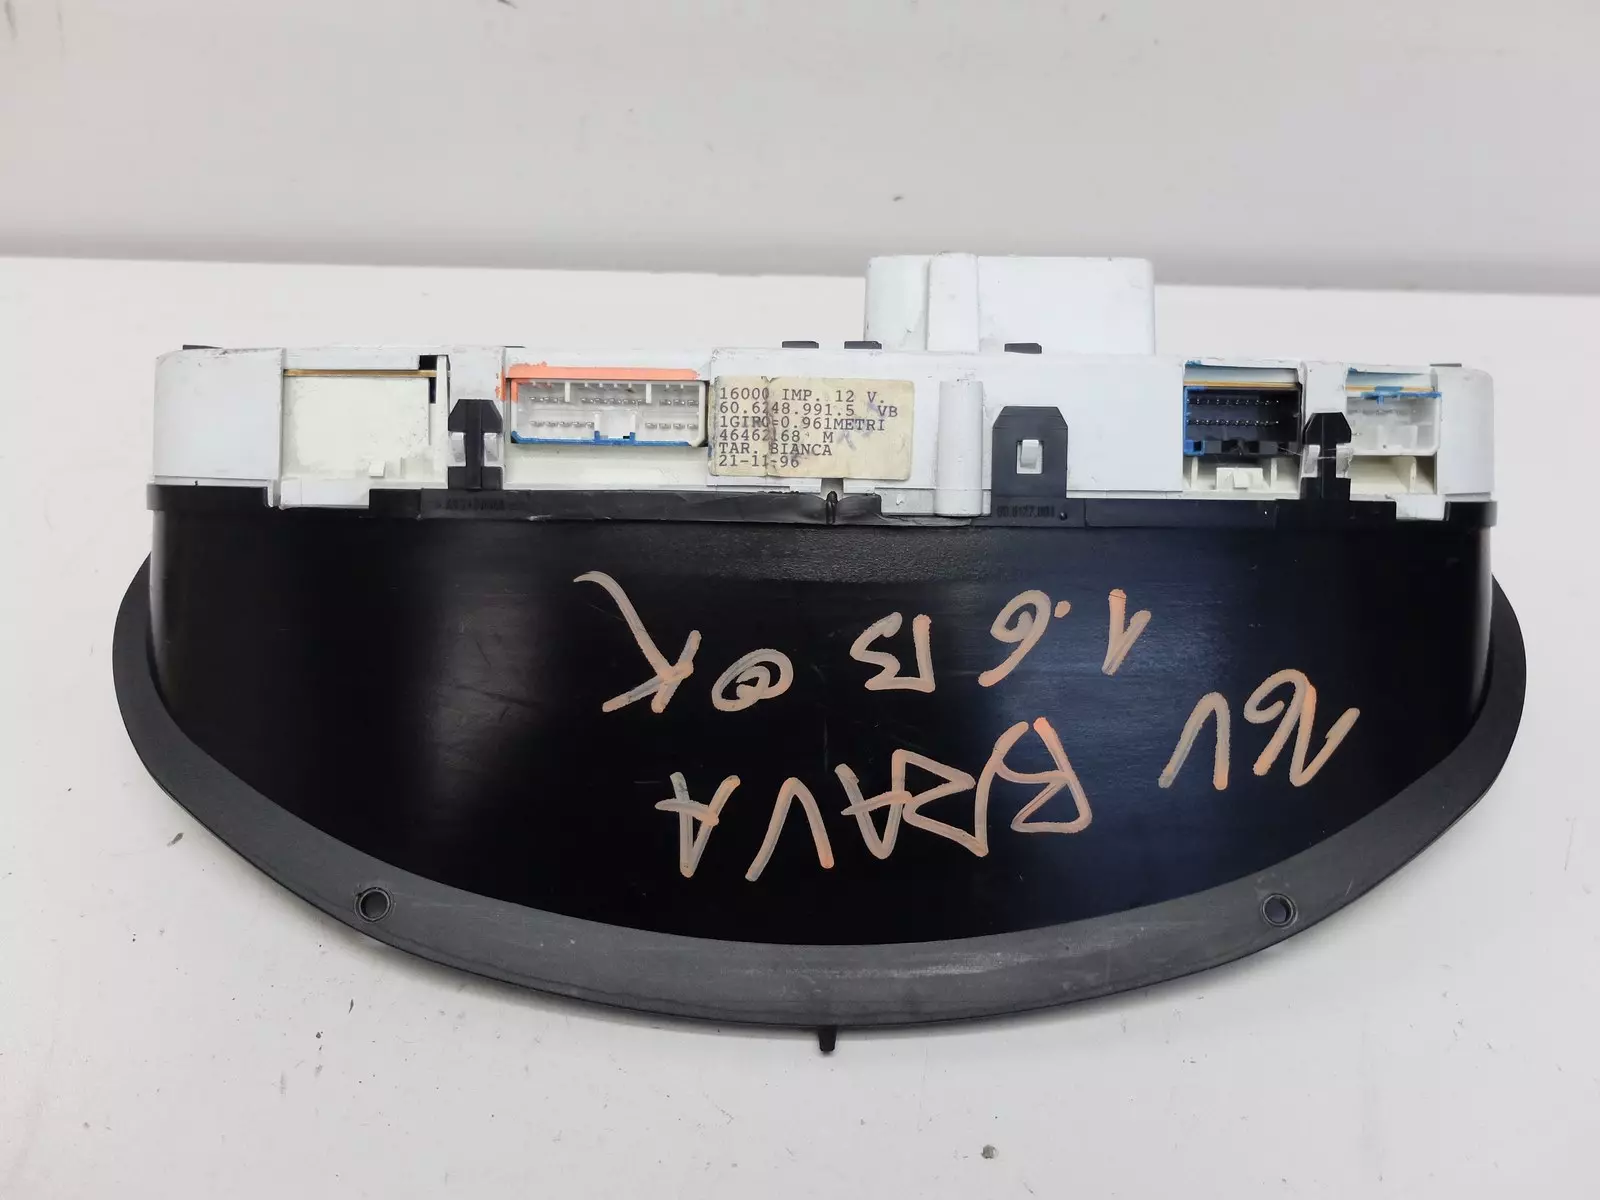 16000 IMP. 12 V.
60.6248.991.5 VB
1GIRO=0.961METRI
46462168 M
TAR. BIANCA
21-11-96
16V BRAVA
1.6 B OK